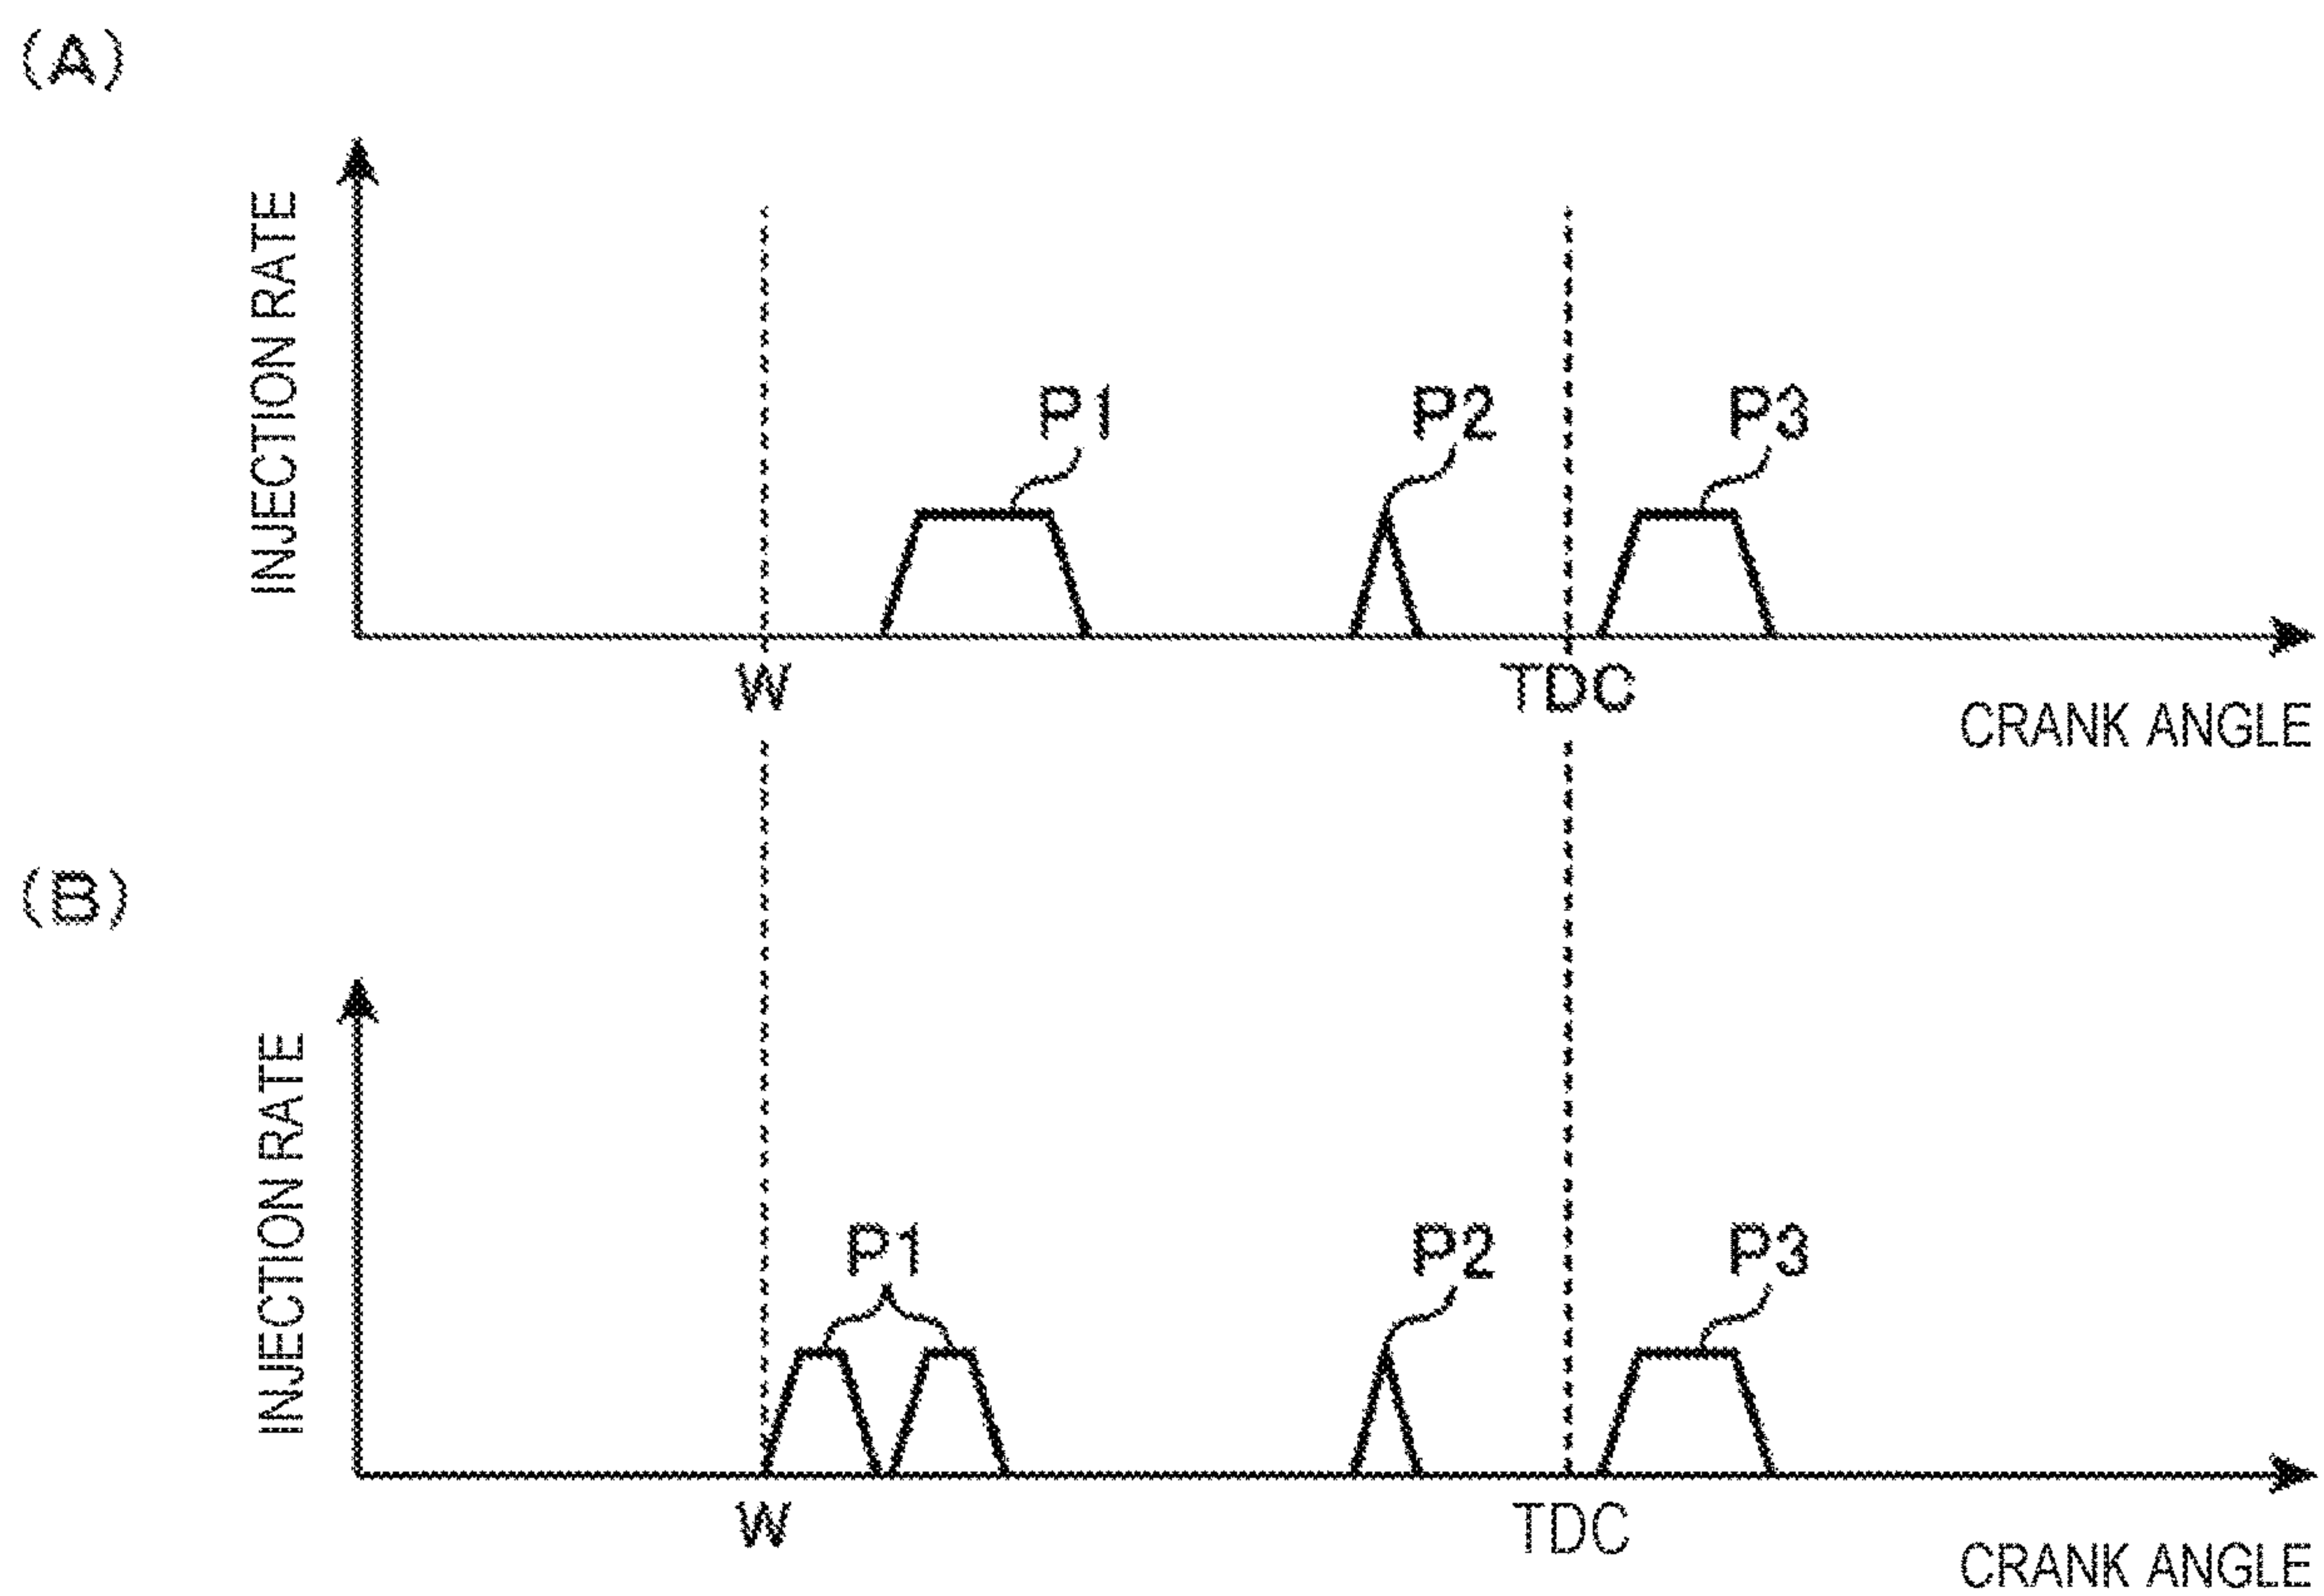 (A)
INJECTION RATE
P1
P2
P3
W
TDC
CRANK ANGLE
(B)
INJECTION RATE
P1
P2
P3
W
TDC
CRANK ANGLE